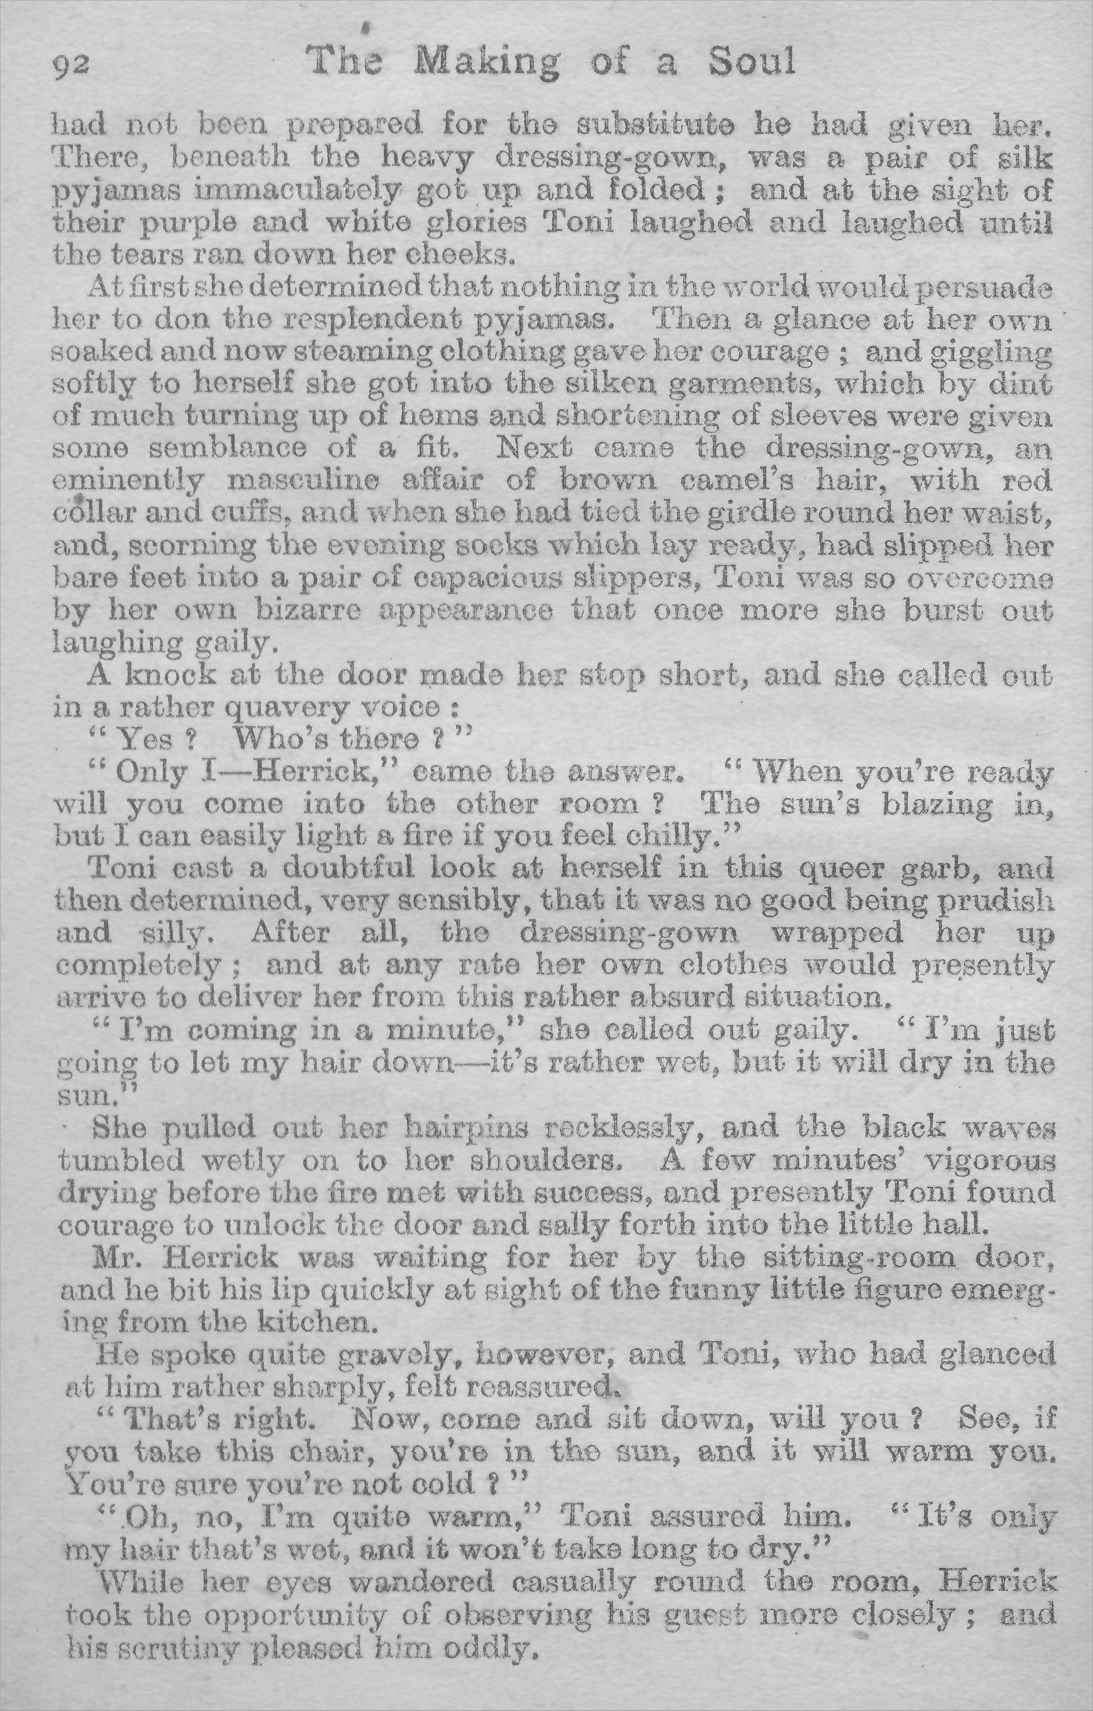 92 The Making of a Soul
had not been prepared for the substitute he had given her.
There, beneath the heavy dressing-gown, was a pair of silk
pyjamas immaculately got up and folded ; and at the sight of
their purple and white glories Toni laughed and laughed until
the tears ran down her cheeks.
At first she determined that nothing in the world would persuade
her to don the resplendent pyjamas. Then a glance at her own
soaked and now steaming clothing gave her courage ; and giggling
softly to herself she got into the silken garments, which by dint
of much turning up of hems and shortening of sleeves were given
some semblance of a fit. Next came the dressing-gown, an
eminently masculine affair of brown camel's hair, with red
collar and cuffs, and when she had tied the girdle round her waist,
and, scorning the evening socks which lay ready, had slipped her
bare feet into a pair of capacious slippers, Toni was so overcome
by her own bizarre appearance that once more she burst out
laughing gaily.
A knock at the door made her stop short, and she called out
in a rather quavery voice :
“ Yes ? Who's there ? ”
“ Only I—Herrick,” came the answer. “ When you're ready
will you come into the other room ? The sun's blazing in,
but I can easily light a fire if you feel chilly.”
Toni cast a doubtful look at herself in this queer garb, and
then determined, very sensibly, that it was no good being prudish
and silly. After all, the dressing-gown wrapped her up
completely ; and at any rate her own clothes would presently
arrive to deliver her from this rather absurd situation.
“ I'm coming in a minute,” she called out gaily. “ I'm just
going to let my hair down—it's rather wet, but it will dry in the
sun.”
She pulled out her hairpins recklessly, and the black waves
tumbled wetly on to her shoulders. A few minutes' vigorous
drying before the fire met with success, and presently Toni found
courage to unlock the door and sally forth into the little hall.
Mr. Herrick was waiting for her by the sitting-room door,
and he bit his lip quickly at sight of the funny little figure emerg-
ing from the kitchen.
He spoke quite gravely, however, and Toni, who had glanced
at him rather sharply, felt reassured.
“ That's right. Now, come and sit down, will you ? See, if
you take this chair, you're in the sun, and it will warm you.
You're sure you're not cold ? ”
“ Oh, no, I'm quite warm,” Toni assured him. “ It's only
my hair that's wet, and it won't take long to dry.”
While her eyes wandered casually round the room, Herrick
took the opportunity of observing his guest more closely ; and
his scrutiny pleased him oddly.